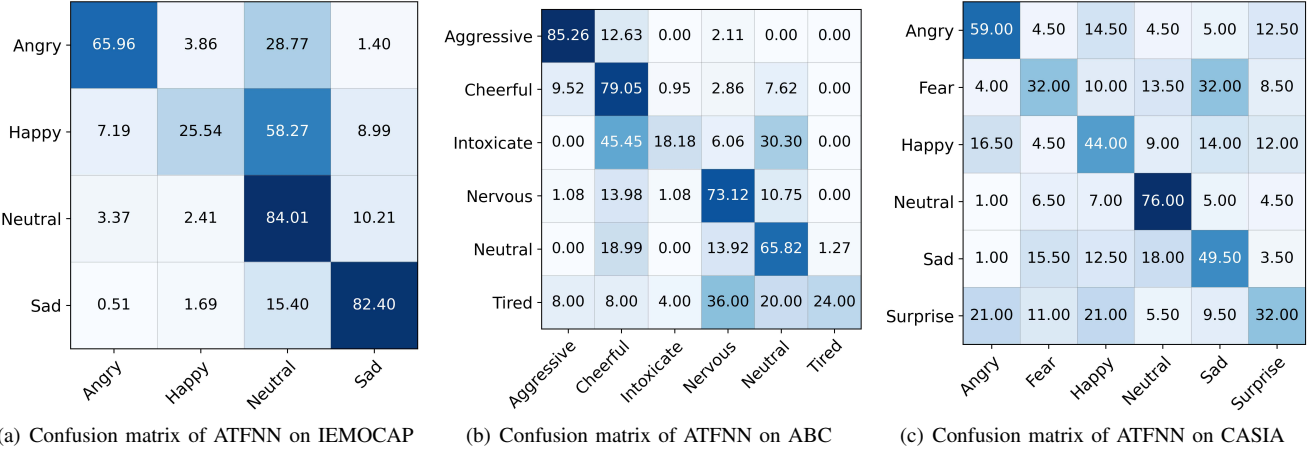 Angry 65.96 3.86 28.77 1.40
Happy 7.19 25.54 58.27 8.99
Neutral 3.37 2.41 84.01 10.21
Sad 0.51 1.69 15.40 82.40
Angry Happy Neutral Sad
a) Confusion matrix of ATFNN on IEMOCAP
Aggressive 85.26 12.63 0.00 2.11 0.00 0.00
Cheerful 9.52 79.05 0.95 2.86 7.62 0.00
Intoxicate 0.00 45.45 18.18 6.06 30.30 0.00
Nervous 1.08 13.98 1.08 73.12 10.75 0.00
Neutral 0.00 18.99 0.00 13.92 65.82 1.27
Tired 8.00 8.00 4.00 36.00 20.00 24.00
Aggressive Cheerful Intoxicate Nervous Neutral Tired
(b) Confusion matrix of ATFNN on ABC
Angry 59.00 4.50 14.50 4.50 5.00 12.50
Fear 4.00 32.00 10.00 13.50 32.00 8.50
Happy 16.50 4.50 44.00 9.00 14.00 12.00
Neutral 1.00 6.50 7.00 76.00 5.00 4.50
Sad 1.00 15.50 12.50 18.00 49.50 3.50
Surprise 21.00 11.00 21.00 5.50 9.50 32.00
Angry Fear Happy Neutral Sad Surprise
(c) Confusion matrix of ATFNN on CASIA